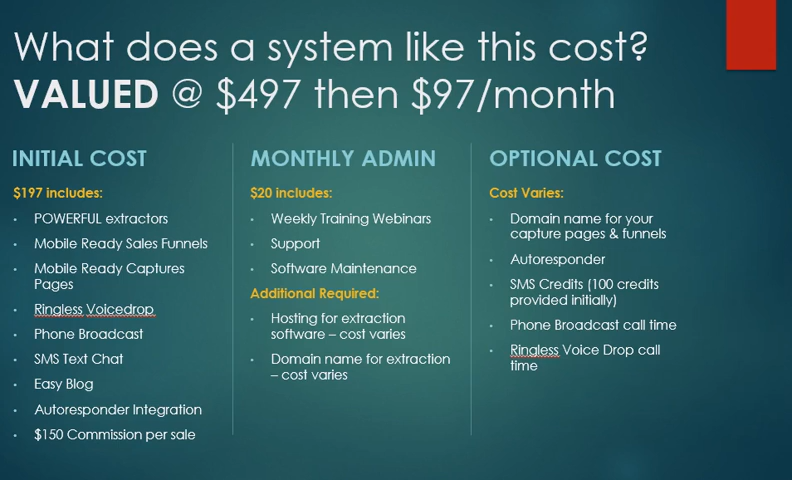 What does a system like this cost?
VALUED @ $497 then $97/month
INITIAL COST
$197 includes:
POWERFUL extractors
Mobile Ready Sales Funnels
Mobile Ready Captures
Pages
Ringless Voicedrop
Phone Broadcast
SMS Text Chat
Easy Blog
Autoresponder Integration
$150 Commission per sale
MONTHLY ADMIN
$20 includes:
Weekly Training Webinars
Support
Software Maintenance
Additional Required:
Hosting for extraction
software – cost varies
Domain name for extraction
– cost varies
OPTIONAL COST
Cost Varies:
Domain name for your
capture pages & funnels
Autoresponder
SMS Credits (100 credits
provided initially)
Phone Broadcast call time
Ringless Voice Drop call
time